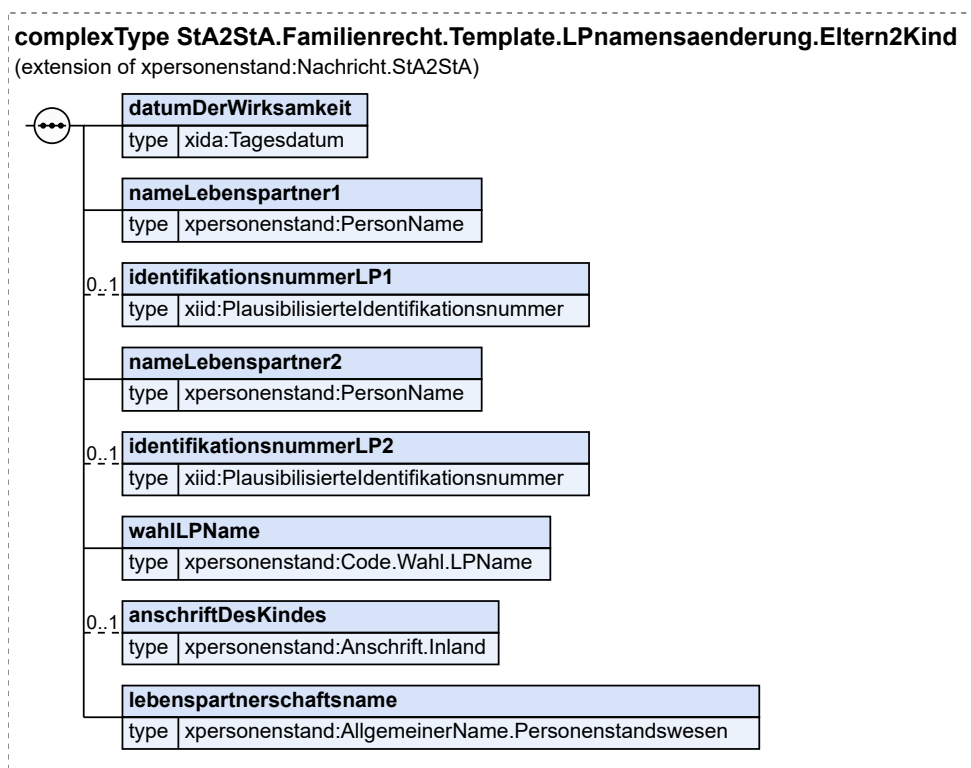 complexType StA2StA.Familienrecht.Template.LPnamensaenderung.Eltern2Kind
(extension of xpersonenstand:Nachricht.StA2StA)
datumDerWirksamkeit
type xida:Tagesdatum
nameLebenspartner1
type xpersonenstand:PersonName
0..1 identifikationsnummerLP1
type xiid:PlausibilisierteIdentifikationsnummer
nameLebenspartner2
type xpersonenstand:PersonName
0..1 identifikationsnummerLP2
type xiid:PlausibilisierteIdentifikationsnummer
wahlLPName
type xpersonenstand:Code.Wahl.LPName
0..1 anschriftDesKindes
type xpersonenstand:Anschrift.Inland
lebenspartnerschaftsname
type xpersonenstand:AllgemeinerName.Personenstandswesen